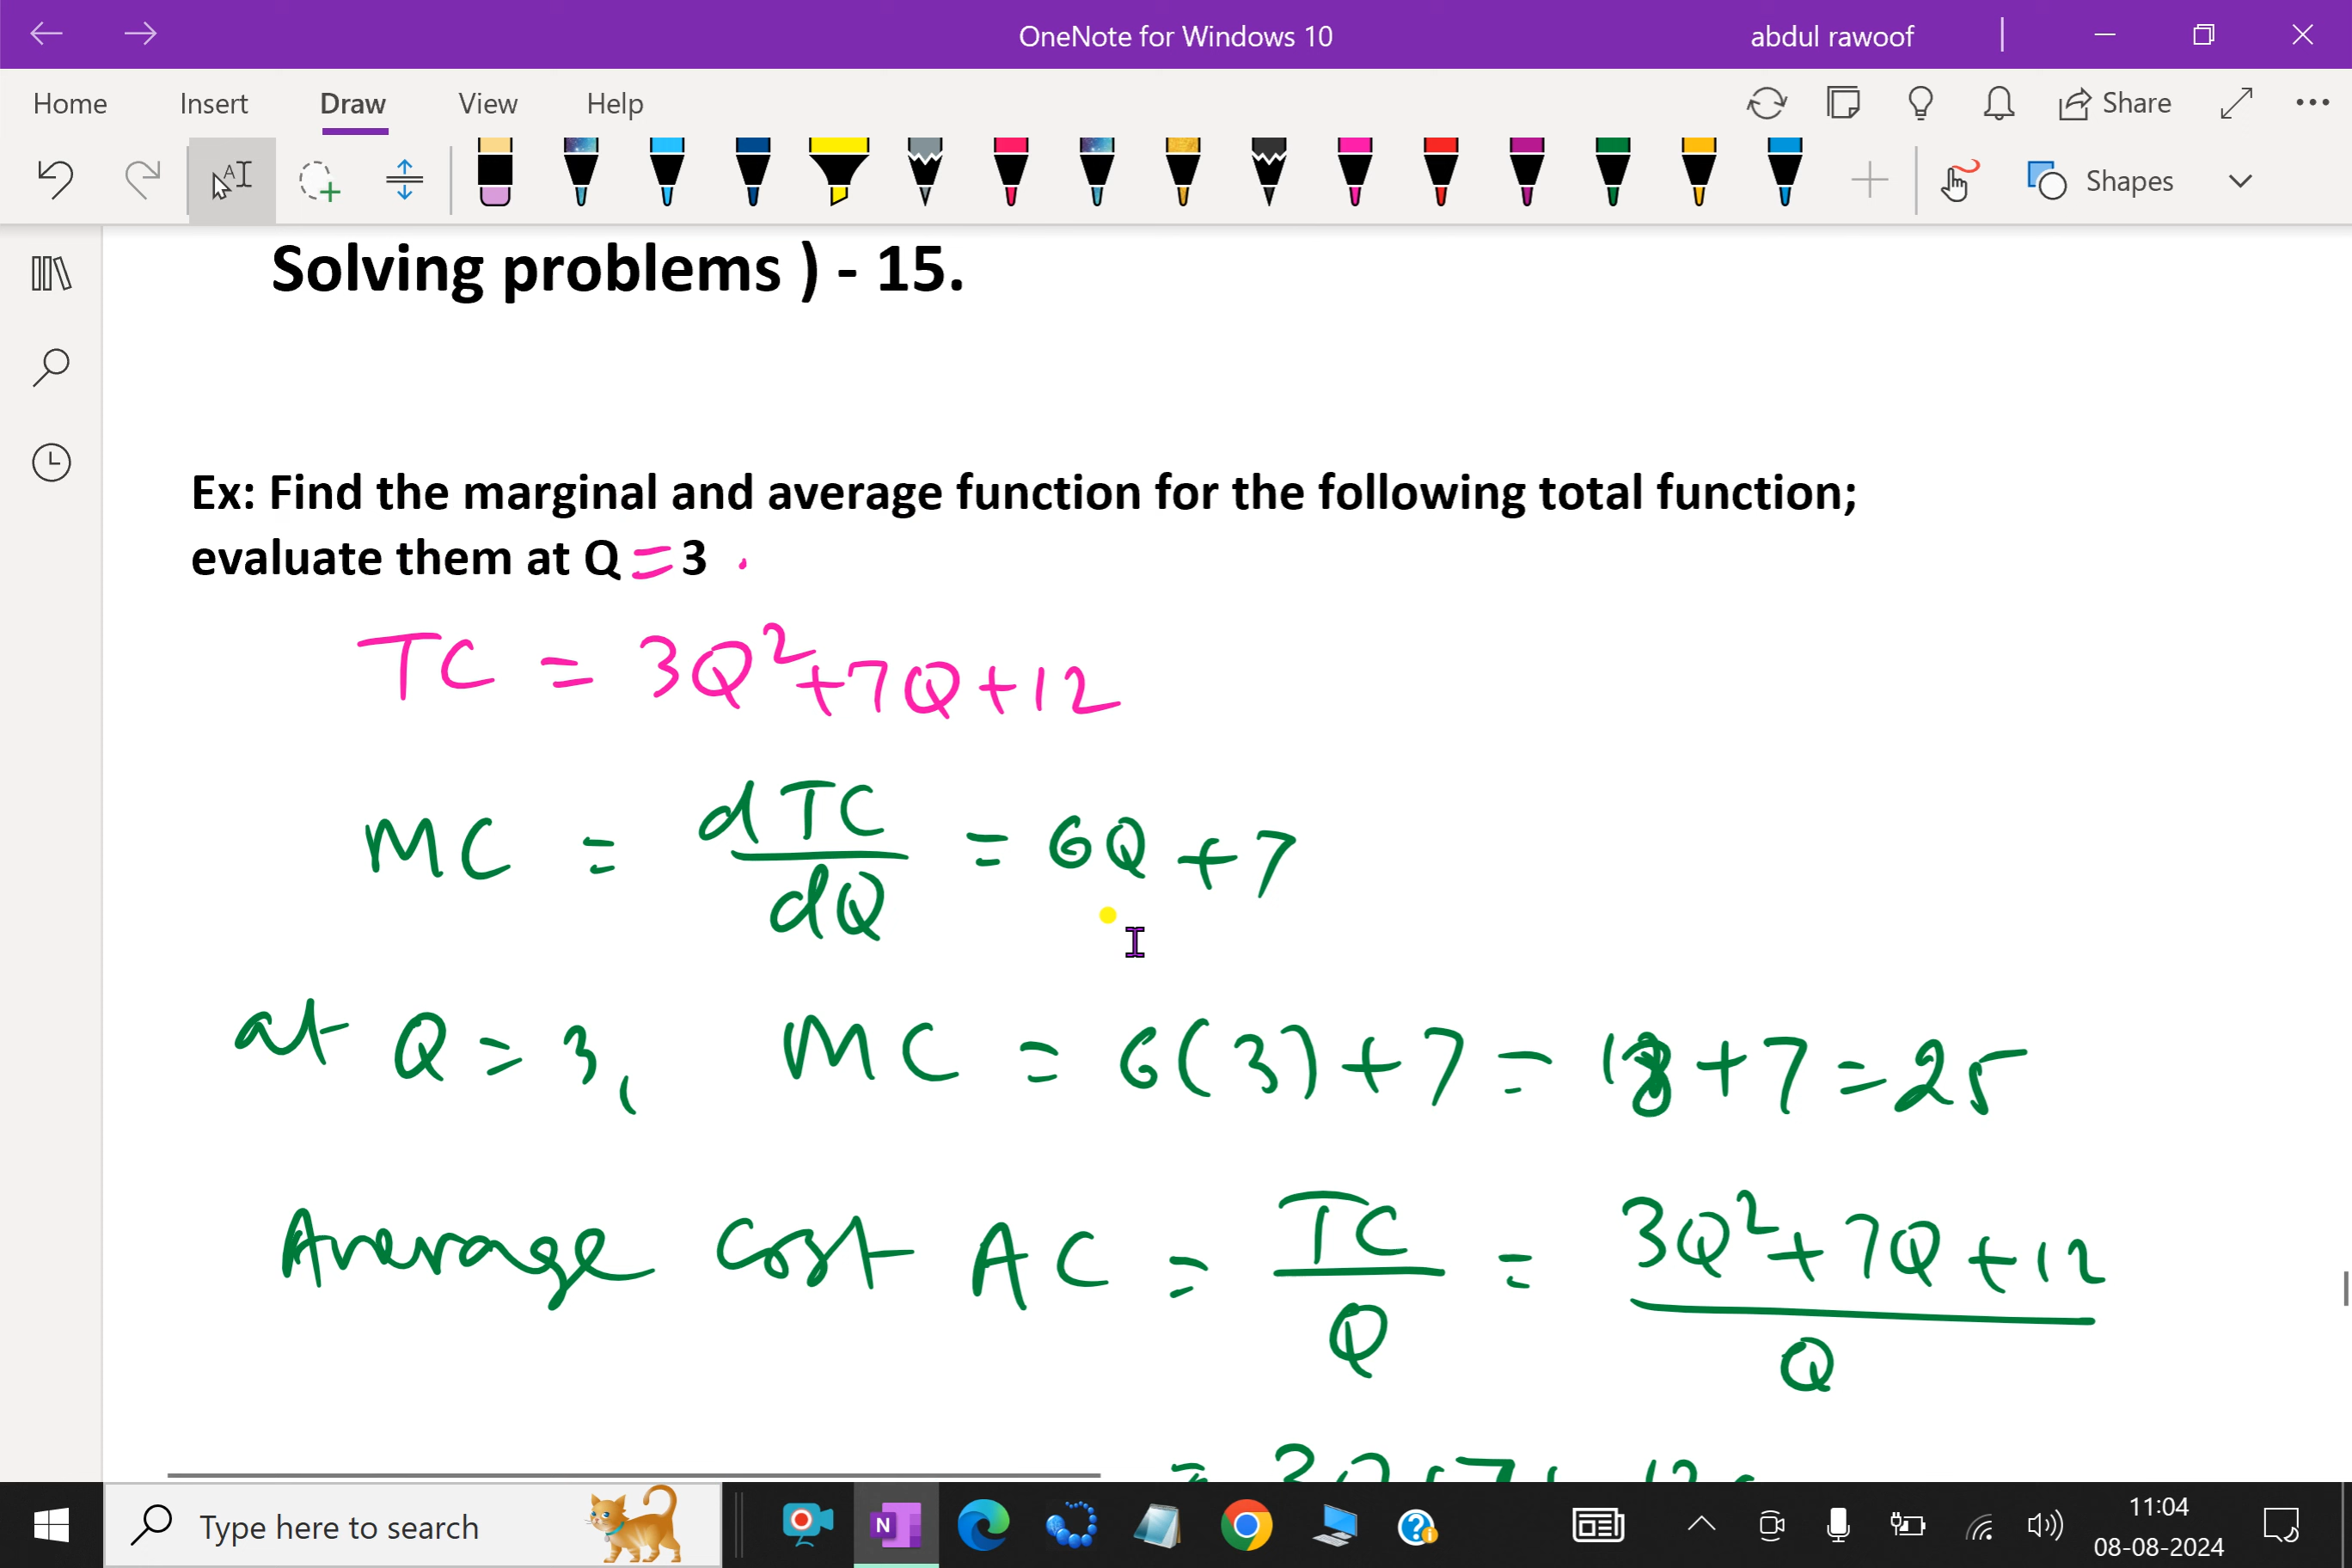 OneNote for Windows 10 abdul rawoof
Home Insert Draw View Help Share
Shapes
Solving problems ) - 15.
Ex: Find the marginal and average function for the following total function;
evaluate them at Q = 3 .
TC = 3Q²+7Q+12
MC = dTC/dQ = 6Q + 7
at Q = 3, MC = 6(3)+7 = 18+7 = 25
Average cost AC = TC/Q = 3Q²+7Q+12/Q
Type here to search
11:04
08-08-2024